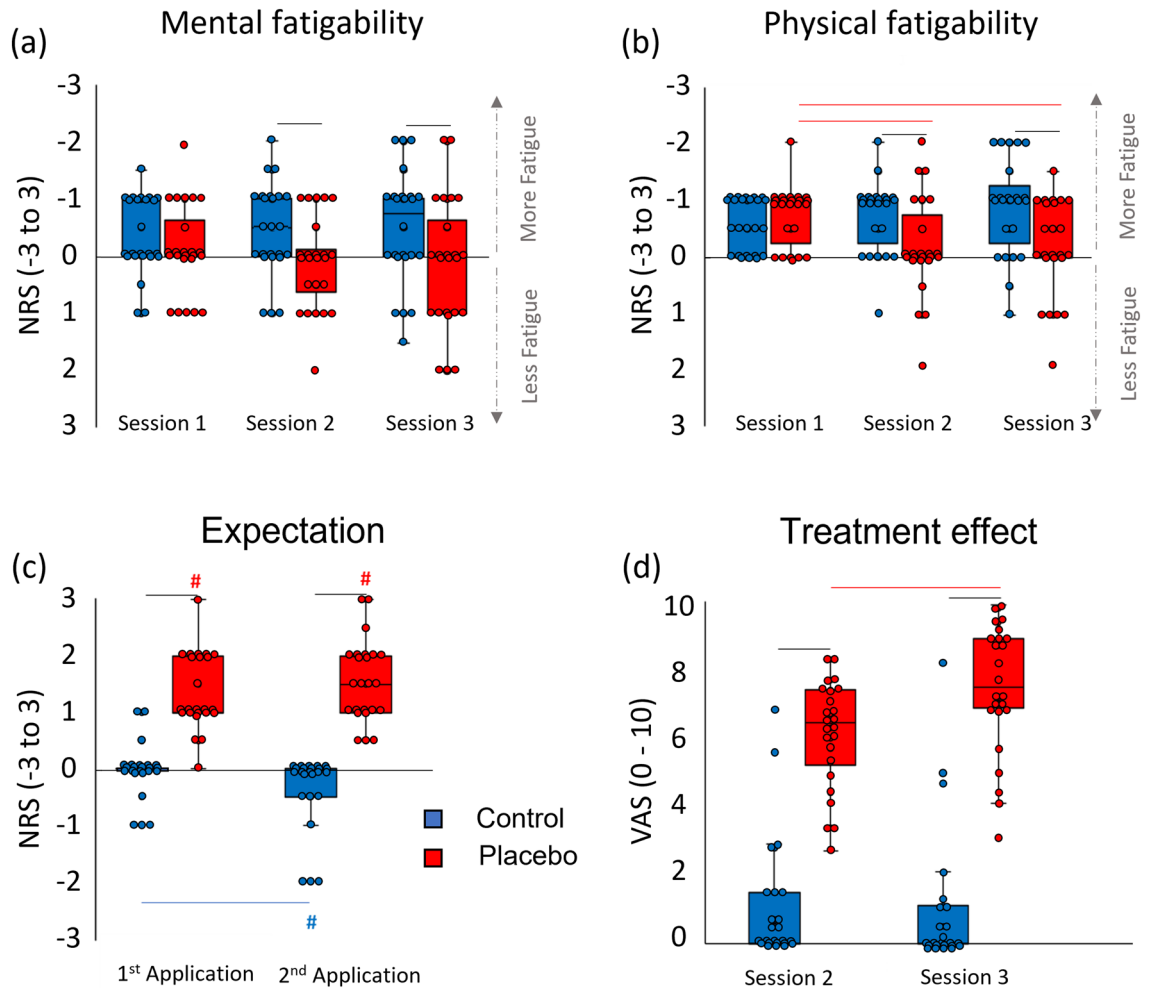 Mental fatigability
Physical fatigability
(a)
(b)
NRS (-3 to 3)
-3
-2
-1
0
1
2
3
More Fatigue
Less Fatigue
Session 1
Session 2
Session 3
NRS (-3 to 3)
-3
-2
-1
0
1
2
3
More Fatigue
Less Fatigue
Session 1
Session 2
Session 3
Expectation
Treatment effect
(c)
(d)
NRS (-3 to 3)
3
2
1
0
-1
-2
-3
#
#
#
Control
Placebo
1st Application
2nd Application
VAS (0 - 10)
10
8
6
4
2
0
Session 2
Session 3